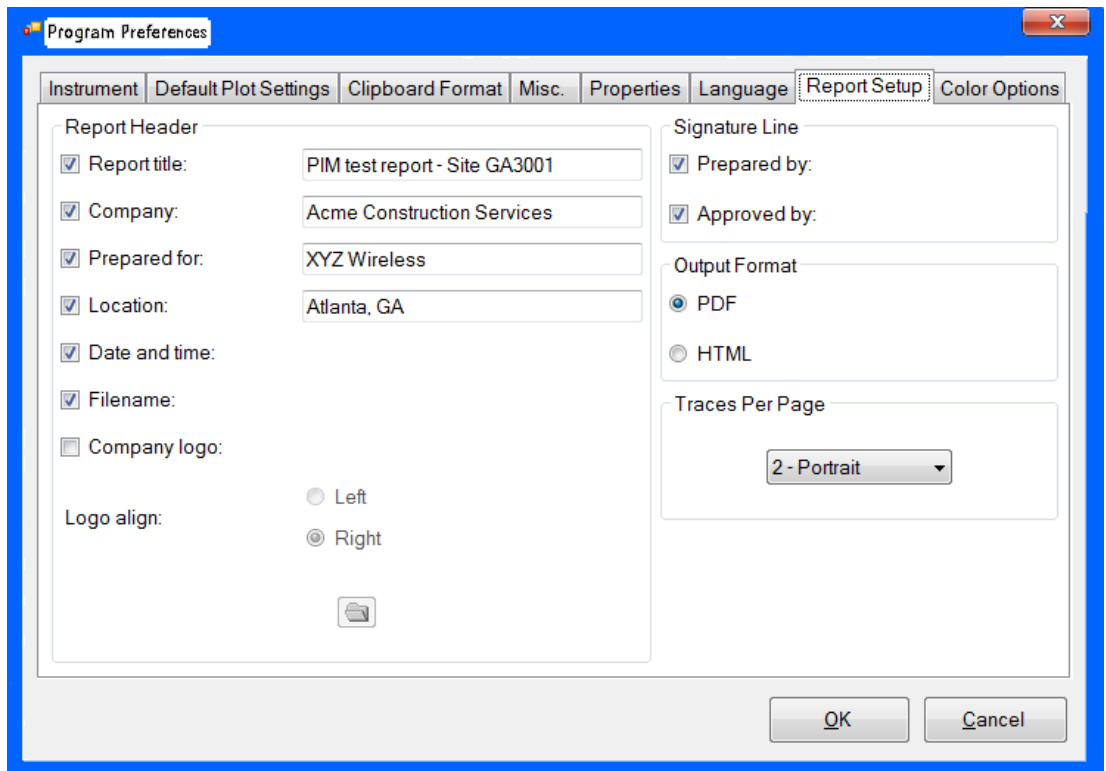 Program Preferences
Instrument Default Plot Settings Clipboard Format Misc. Properties Language Report Setup Color Options
Report Header
Report title: PIM test report - Site GA3001
Company: Acme Construction Services
Prepared for: XYZ Wireless
Location: Atlanta, GA
Date and time:
Filename:
Company logo:
Logo align:
Left
Right
Signature Line
Prepared by:
Approved by:
Output Format
PDF
HTML
Traces Per Page
2 - Portrait
OK Cancel